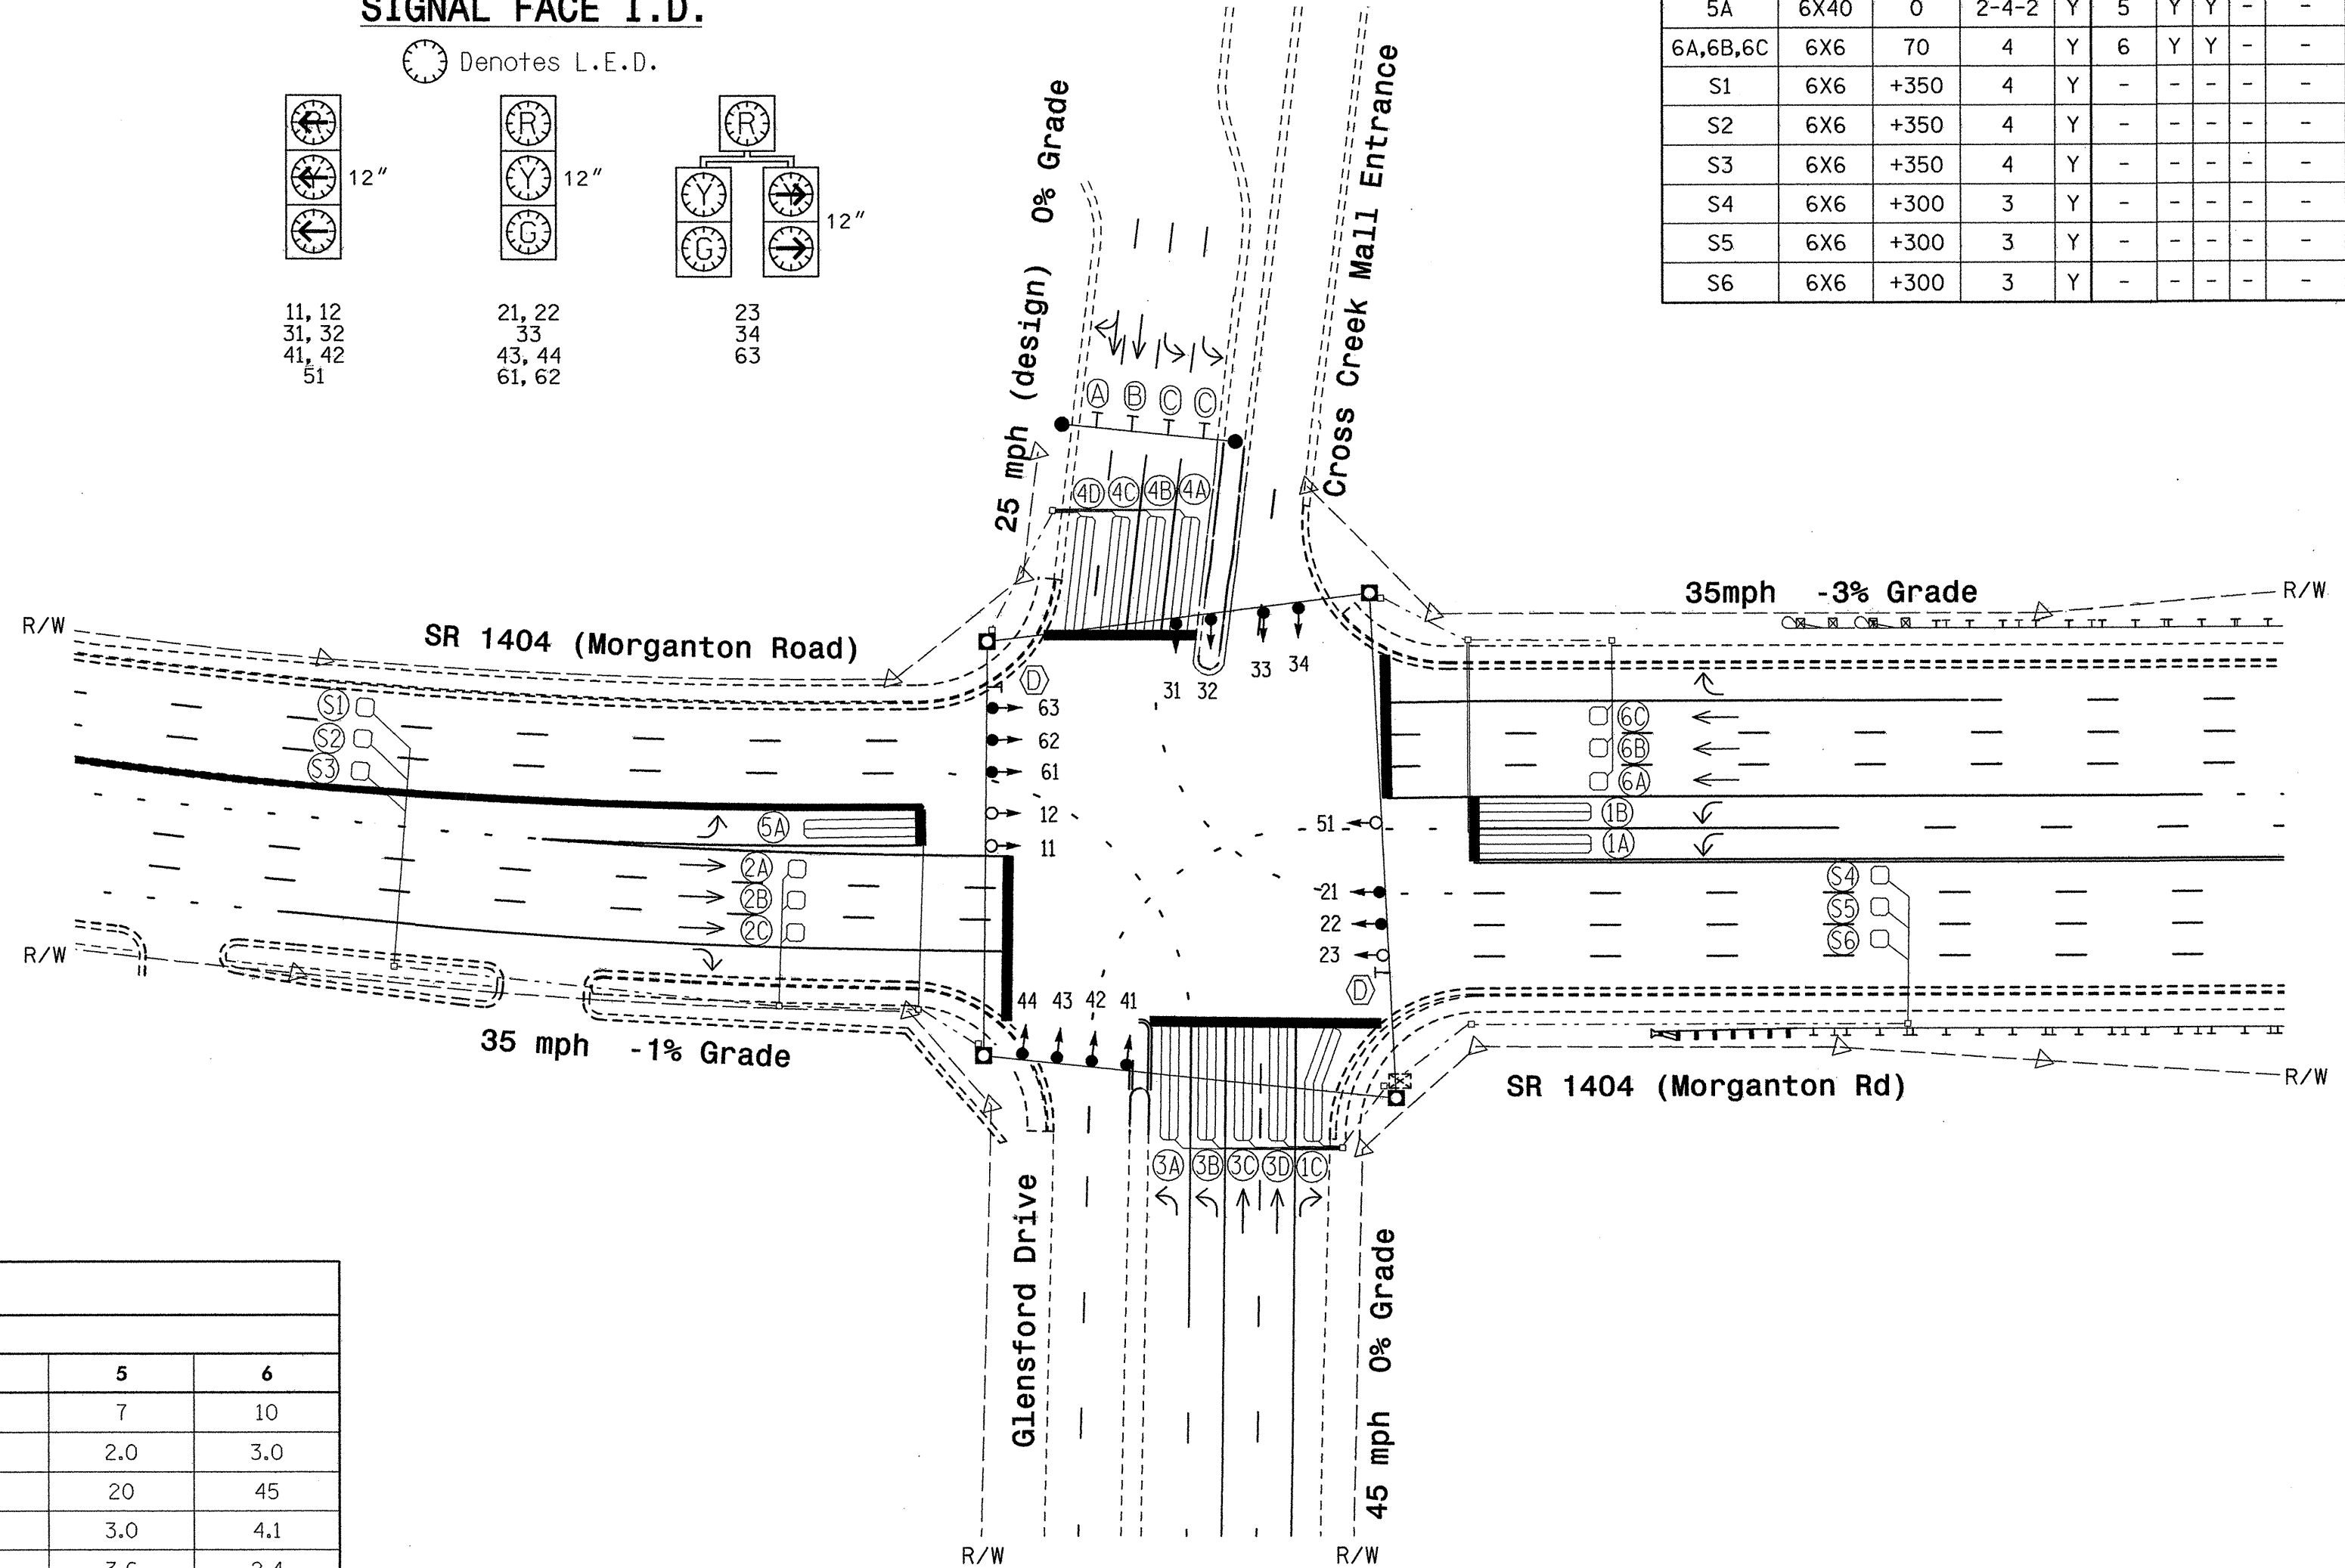 SIGNAL FACE I.D.
Denotes L.E.D.
R Y 12"
R Y G 12"
R Y G Y 12"
11, 12
31, 32
41, 42
51
21, 22
33
43, 44
61, 62
23
34
63
5A 6X40 0 2-4-2 Y 5 Y Y - -
6A,6B,6C 6X6 70 4 Y 6 Y Y - -
S1 6X6 +350 4 Y - - - - -
S2 6X6 +350 4 Y - - - - -
S3 6X6 +350 4 Y - - - - -
S4 6X6 +300 3 Y - - - - -
S5 6X6 +300 3 Y - - - - -
S6 6X6 +300 3 Y - - - - -
25 mph (design) 0% Grade
Cross Creek Mall Entrance
A B C C
4D 4C 4B 4A
R/W
SR 1404 (Morganton Road)
35mph -3% Grade
R/W
D
31 32 33 34
63
62
61
12
11
S1
S2
S3
5A
2A
2B
2C
6C
6B
6A
1B
1A
51
21
22
23
D
S4
S5
S6
R/W
35 mph -1% Grade
44 43 42 41
SR 1404 (Morganton Rd)
R/W
3A 3B 3C 3D 1C
Glensford Drive
45 mph 0% Grade
R/W
R/W
5 6
7 10
2.0 3.0
20 45
3.0 4.1